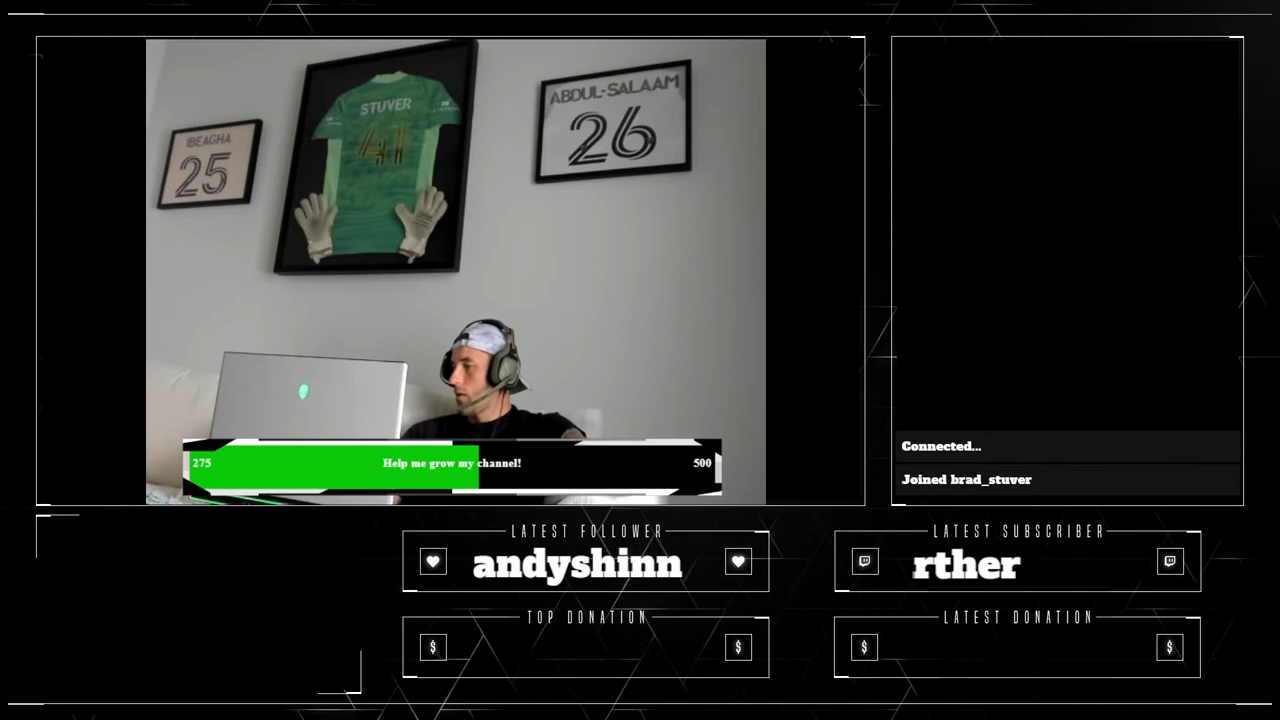 IBEAGHA
25
STUVER
41
ABDUL-SALAAM
26
275
Help me grow my channel!
500
Connected...
Joined brad_stuver
LATEST FOLLOWER
andyshinn
LATEST SUBSCRIBER
rther
TOP DONATION
$ $
LATEST DONATION
$ $